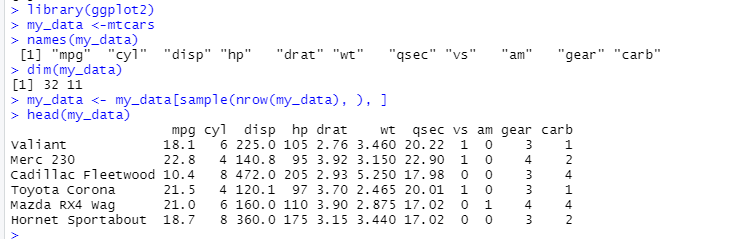 > library(ggplot2)
> my_data <-mtcars
> names(my_data)
 [1] "mpg"  "cyl"  "disp" "hp"   "drat" "wt"   "qsec" "vs"   "am"   "gear" "carb"
> dim(my_data)
[1] 32 11
> my_data <- my_data[sample(nrow(my_data), ), ]
> head(my_data)
                    mpg cyl  disp  hp drat    wt  qsec vs am gear carb
Valiant            18.1   6 225.0 105 2.76 3.460 20.22  1  0    3    1
Merc 230           22.8   4 140.8  95 3.92 3.150 22.90  1  0    4    2
Cadillac Fleetwood 10.4   8 472.0 205 2.93 5.250 17.98  0  0    3    4
Toyota Corona      21.5   4 120.1  97 3.70 2.465 20.01  1  0    3    1
Mazda RX4 Wag      21.0   6 160.0 110 3.90 2.875 17.02  0  1    4    4
Hornet Sportabout  18.7   8 360.0 175 3.15 3.440 17.02  0  0    3    2
>